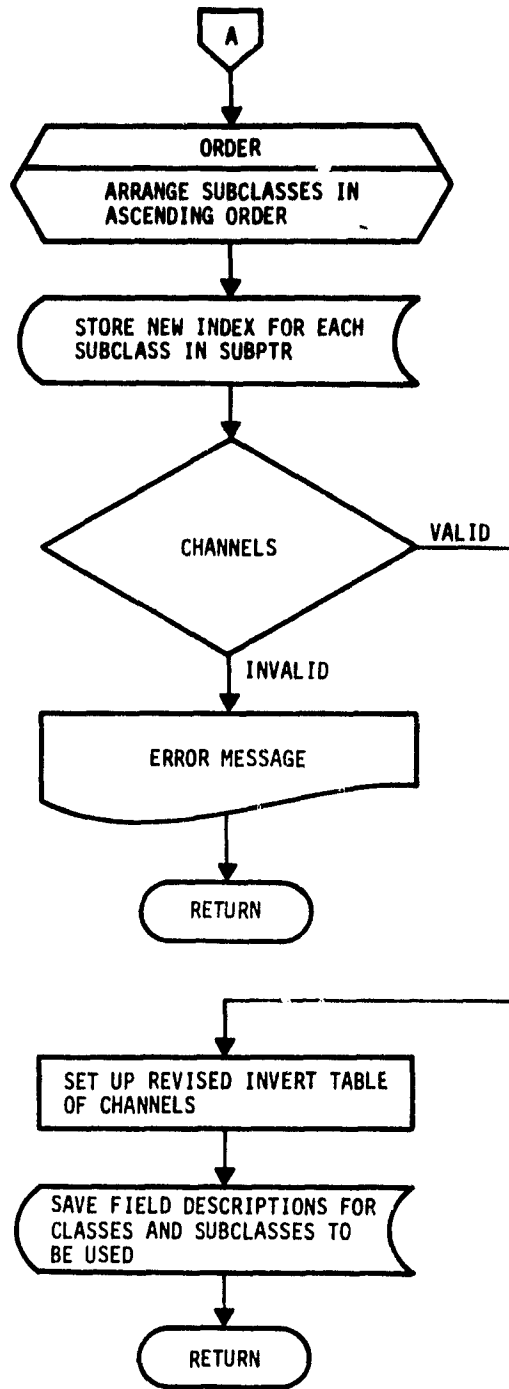 A
ORDER
ARRANGE SUBCLASSES IN
ASCENDING ORDER
STORE NEW INDEX FOR EACH
SUBCLASS IN SUBPTR
CHANNELS
VALID
INVALID
ERROR MESSAGE
RETURN
SET UP REVISED INVERT TABLE
OF CHANNELS
SAVE FIELD DESCRIPTIONS FOR
CLASSES AND SUBCLASSES TO
BE USED
RETURN